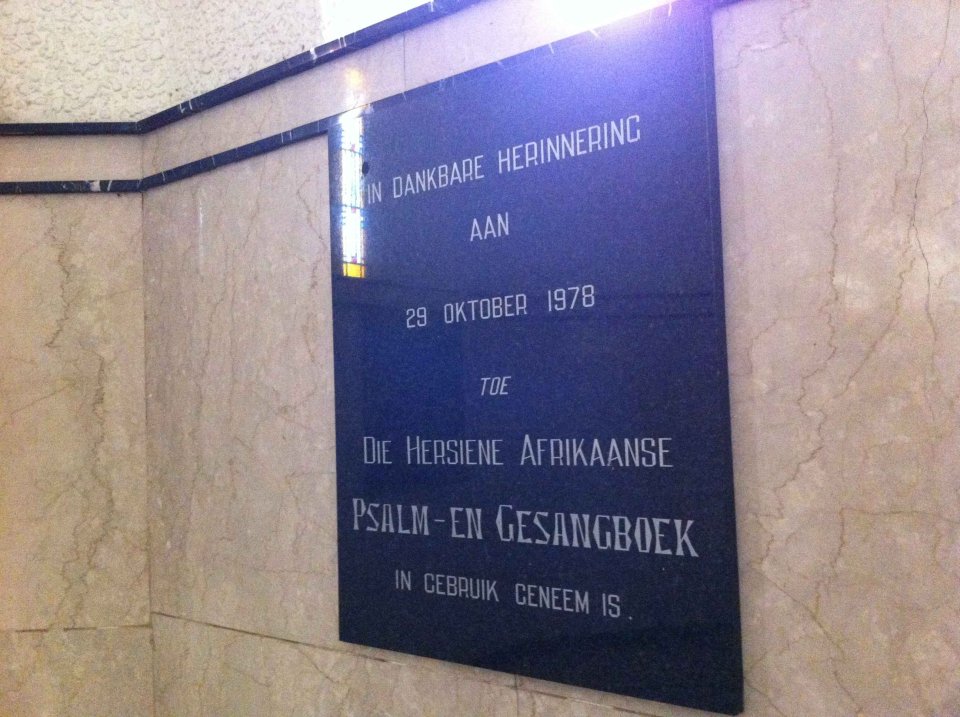 IN DANKBARE HERINNERING
AAN
29 OKTOBER 1978
TOE
DIE HERSIENE AFRIKAANSE
PSALM-EN GESANGBOEK
IN GEBRUIK GENEEM IS.